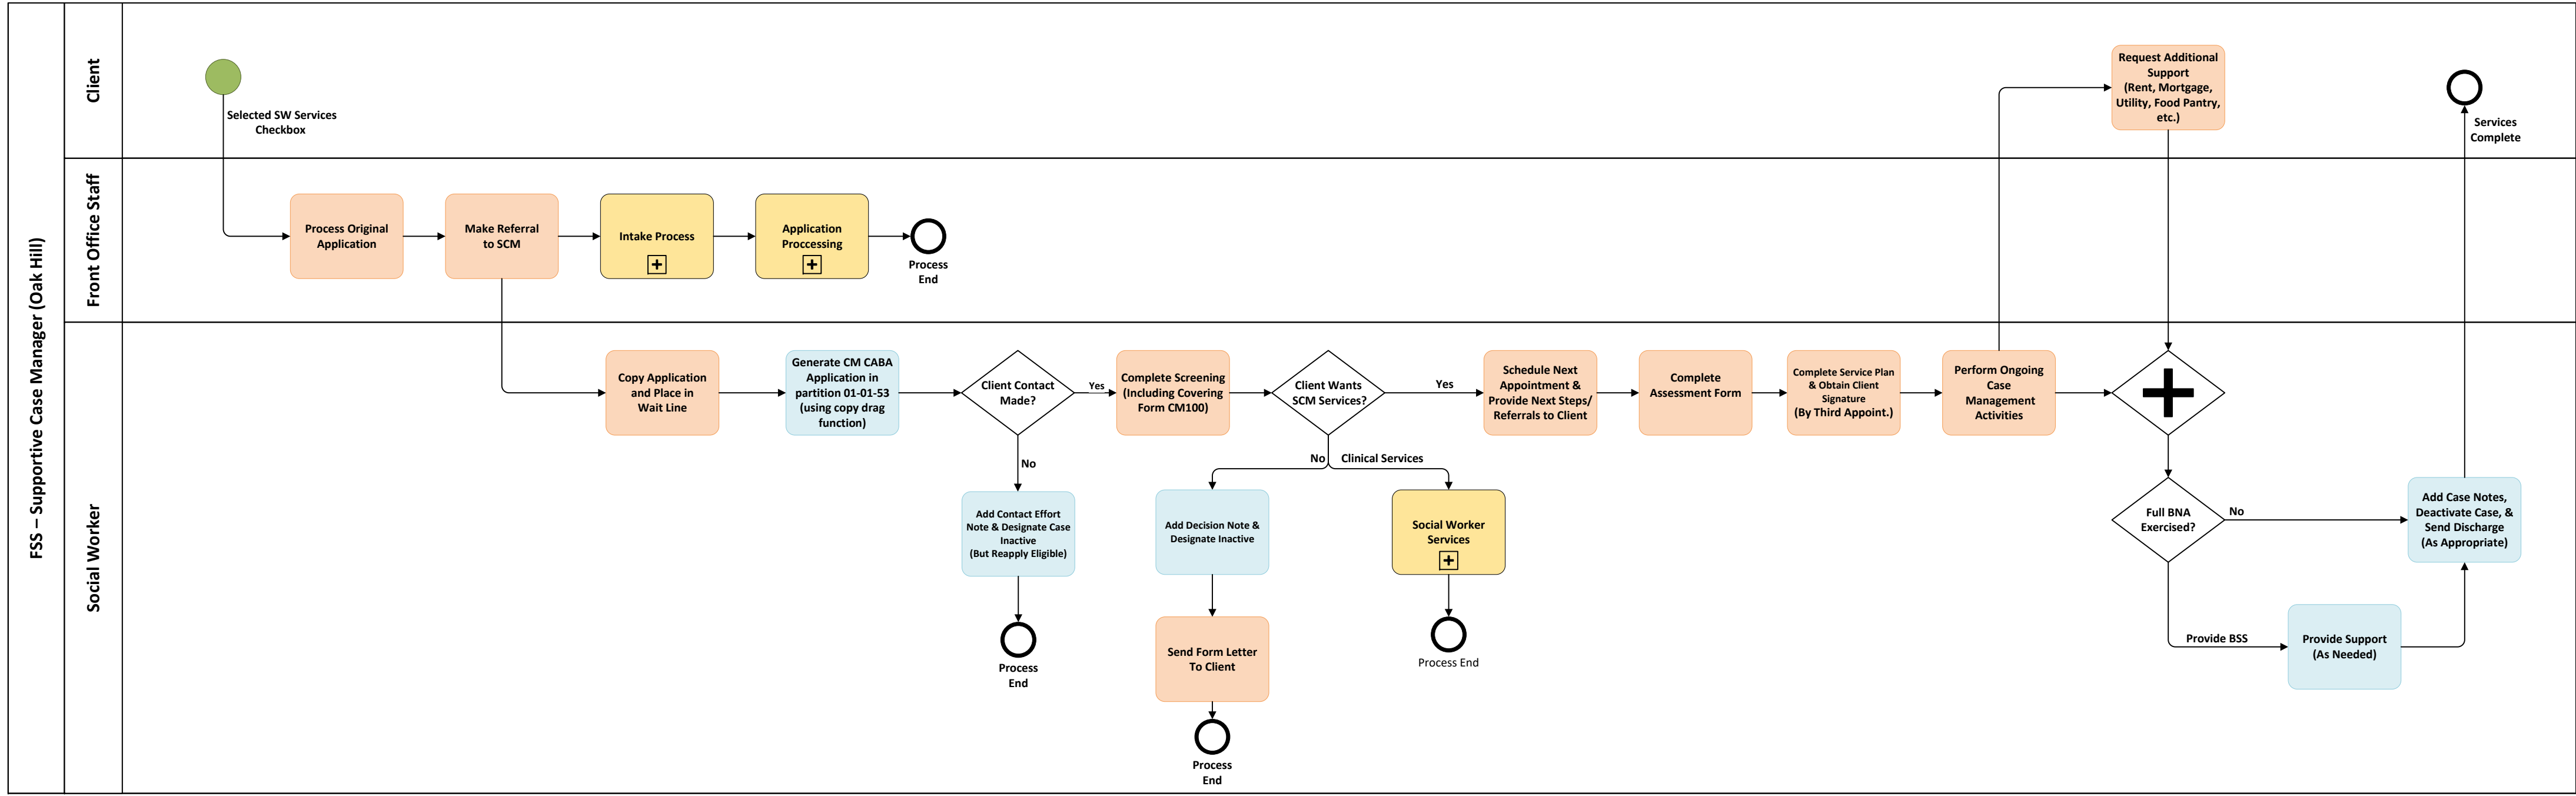 FSS – Supportive Case Manager (Oak Hill)
Client
Selected SW Services
Checkbox
Request Additional
Support
(Rent, Mortgage,
Utility, Food Pantry,
etc.)
Services
Complete
Front Office Staff
Process Original
Application
Make Referral
to SCM
Intake Process
Application
Proccessing
Process
End
Social Worker
Copy Application
and Place in
Wait Line
Generate CM CABA
Application in
partition 01-01-53
(using copy drag
function)
Client Contact
Made?
Yes
Complete Screening
(Including Covering
Form CM100)
Client Wants
SCM Services?
Yes
Schedule Next
Appointment &
Provide Next Steps/
Referrals to Client
Complete
Assessment Form
Complete Service Plan
& Obtain Client
Signature
(By Third Appoint.)
Perform Ongoing
Case
Management
Activities
No
Add Contact Effort
Note & Designate Case
Inactive
(But Reapply Eligible)
Process
End
No
Clinical Services
Add Decision Note &
Designate Inactive
Send Form Letter
To Client
Process
End
Social Worker
Services
Process End
Full BNA
Exercised?
No
Add Case Notes,
Deactivate Case, &
Send Discharge
(As Appropriate)
Provide BSS
Provide Support
(As Needed)